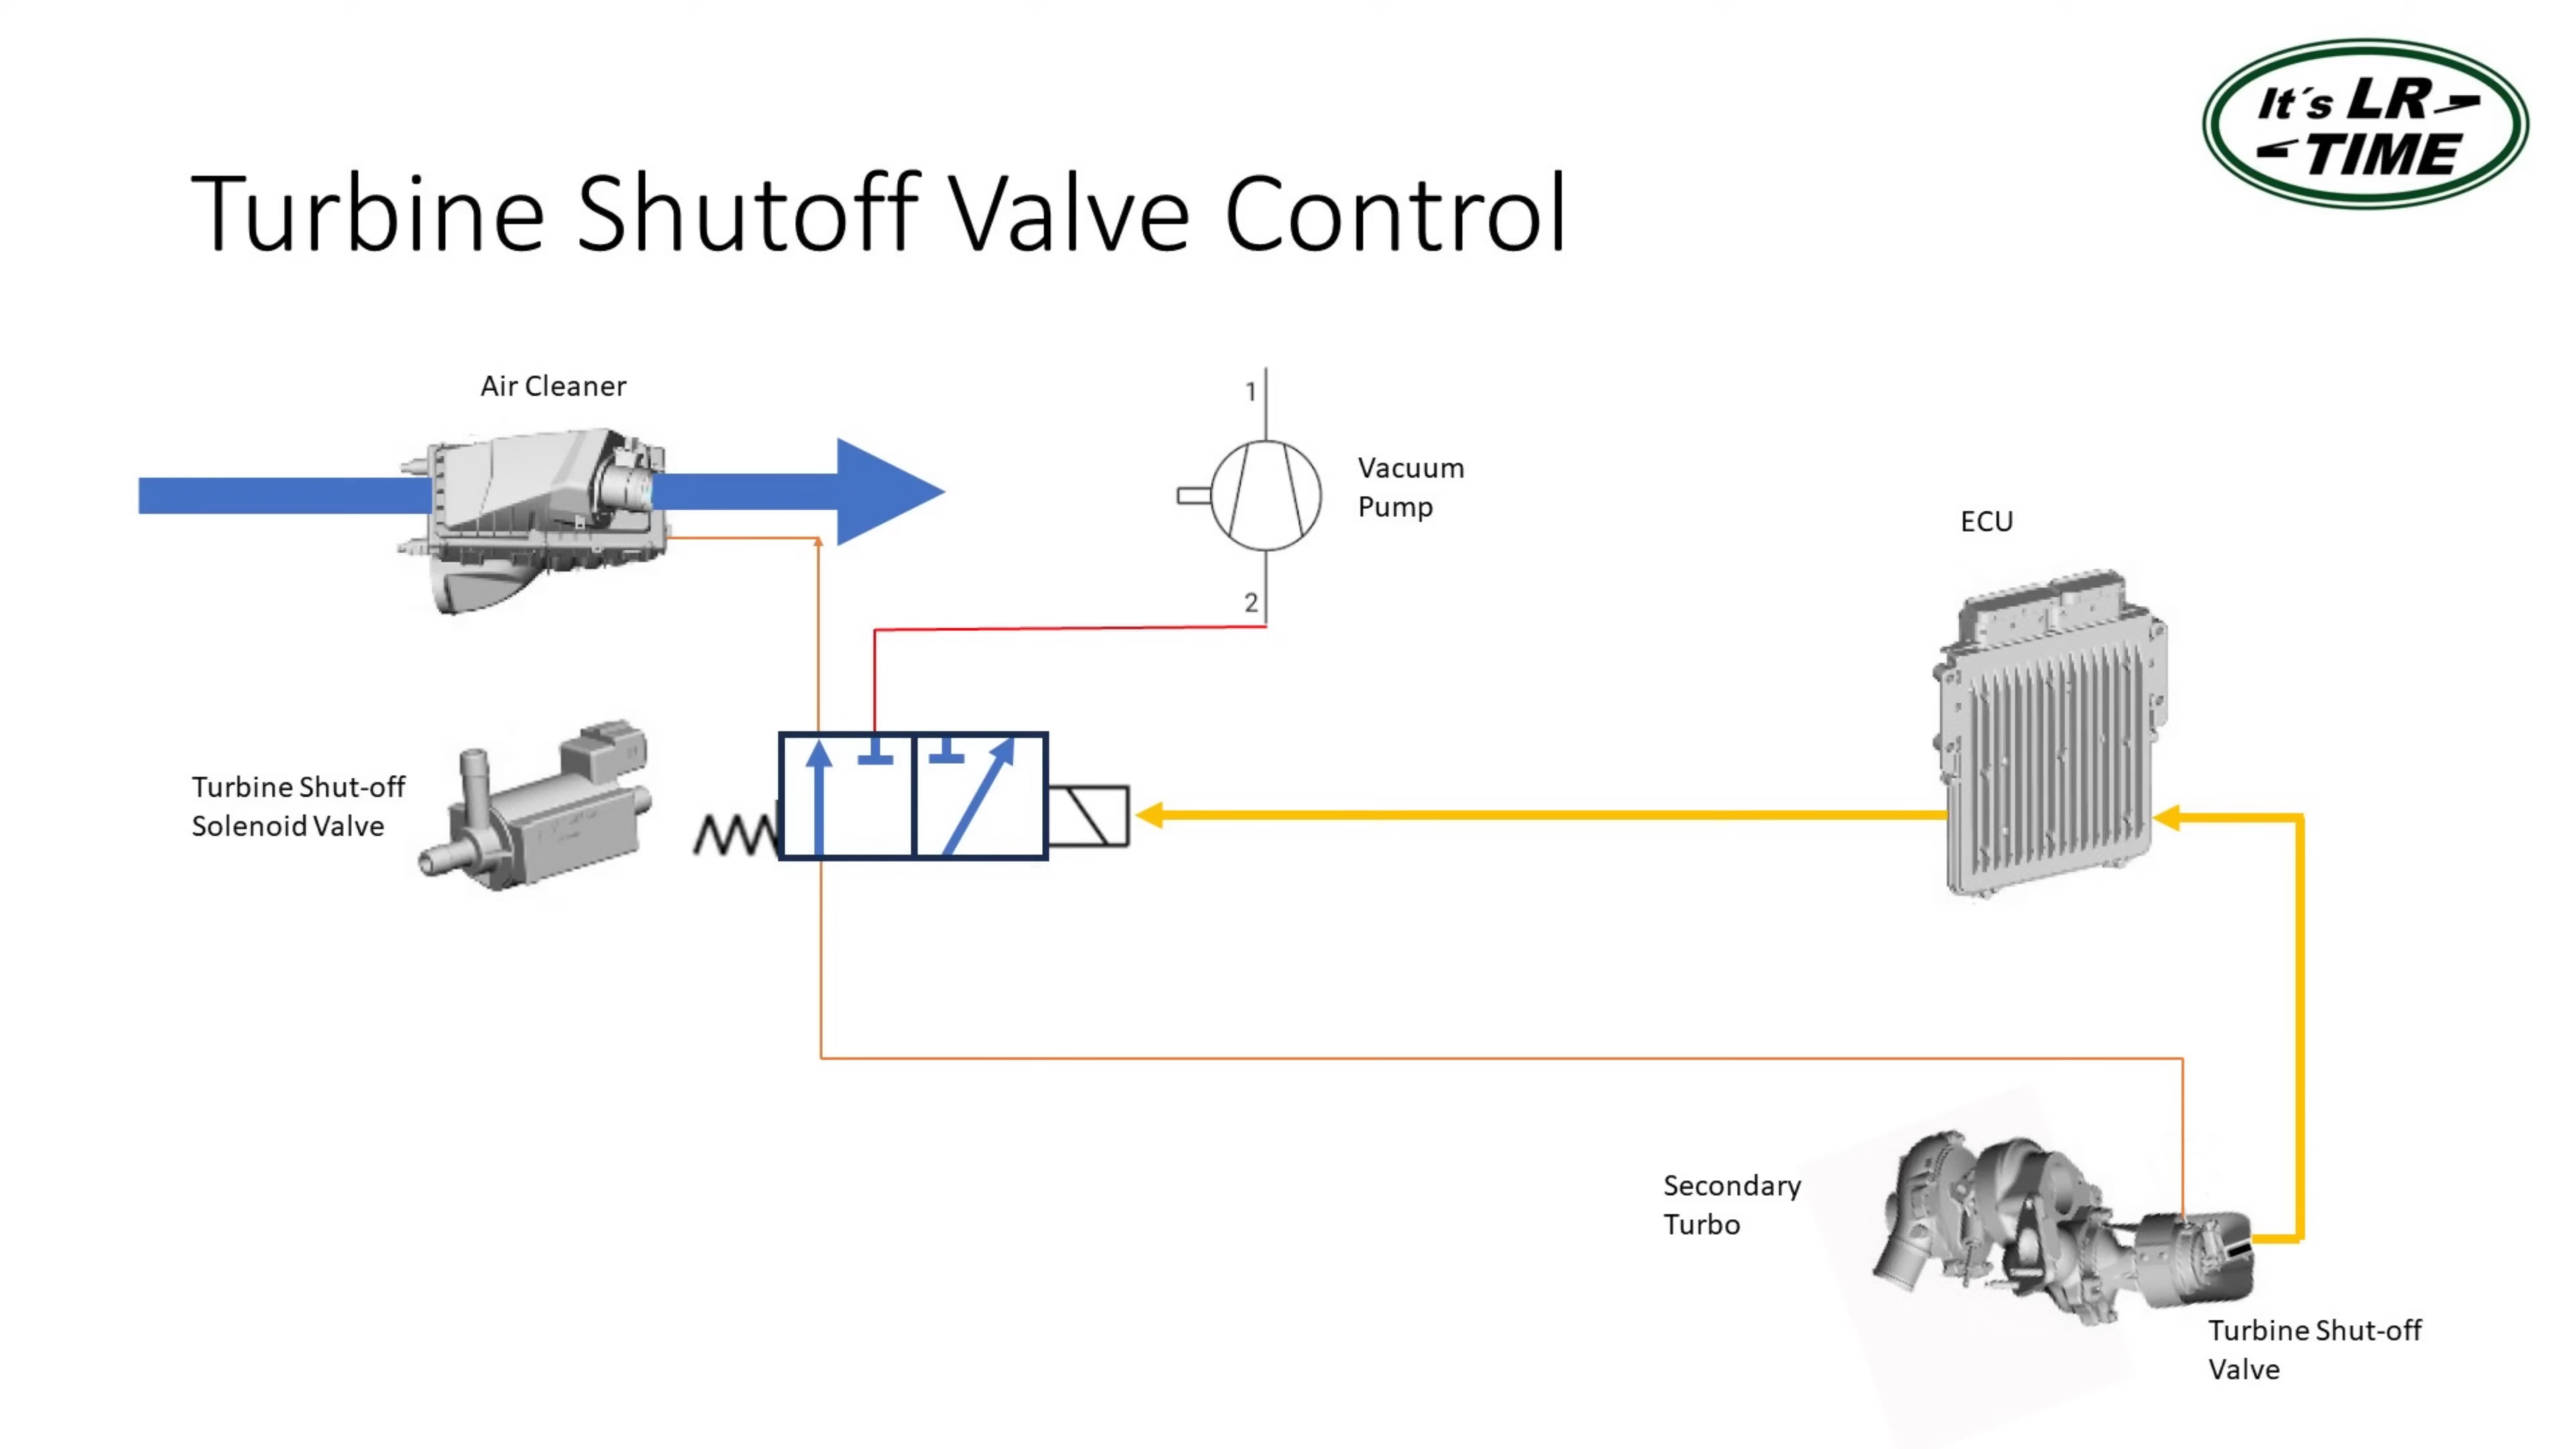 It´s LR
TIME
Turbine Shutoff Valve Control
Air Cleaner
1
Vacuum
Pump
2
ECU
Turbine Shut-off
Solenoid Valve
Secondary
Turbo
Turbine Shut-off
Valve